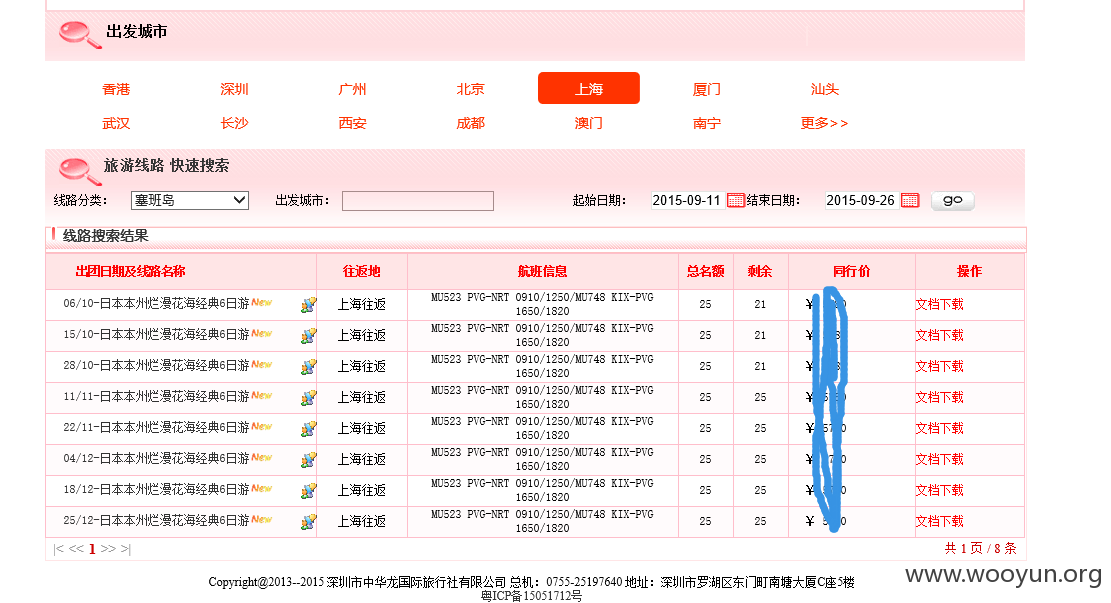 出发城市
香港 深圳 广州 北京 上海 厦门 汕头
武汉 长沙 西安 成都 澳门 南宁 更多>>
旅游线路 快速搜索
线路分类： 塞班岛 出发城市： 起始日期： 2015-09-11 结束日期： 2015-09-26 go
线路搜索结果
出团日期及线路名称 往返地 航班信息 总名额 剩余 同行价 操作
06/10-日本本州烂漫花海经典6日游 New 上海往返 MU523 PVG-NRT 0910/1250/MU748 KIX-PVG 25 21 ¥ 文档下载
1650/1820
15/10-日本本州烂漫花海经典6日游 New 上海往返 MU523 PVG-NRT 0910/1250/MU748 KIX-PVG 25 21 ¥ 文档下载
1650/1820
28/10-日本本州烂漫花海经典6日游 New 上海往返 MU523 PVG-NRT 0910/1250/MU748 KIX-PVG 25 21 ¥ 文档下载
1650/1820
11/11-日本本州烂漫花海经典6日游 New 上海往返 MU523 PVG-NRT 0910/1250/MU748 KIX-PVG 25 25 ¥ 文档下载
1650/1820
22/11-日本本州烂漫花海经典6日游 New 上海往返 MU523 PVG-NRT 0910/1250/MU748 KIX-PVG 25 25 ¥ 文档下载
1650/1820
04/12-日本本州烂漫花海经典6日游 New 上海往返 MU523 PVG-NRT 0910/1250/MU748 KIX-PVG 25 25 ¥ 文档下载
1650/1820
18/12-日本本州烂漫花海经典6日游 New 上海往返 MU523 PVG-NRT 0910/1250/MU748 KIX-PVG 25 25 ¥ 文档下载
1650/1820
25/12-日本本州烂漫花海经典6日游 New 上海往返 MU523 PVG-NRT 0910/1250/MU748 KIX-PVG 25 25 ¥ 文档下载
1650/1820
|< << 1 >> >| 共 1 页 / 8 条
Copyright@2013--2015 深圳市中华龙国际旅行社有限公司 总机：0755-25197640 地址：深圳市罗湖区东门町南塘大厦C座5楼
粤ICP备15051712号
www.wooyun.org